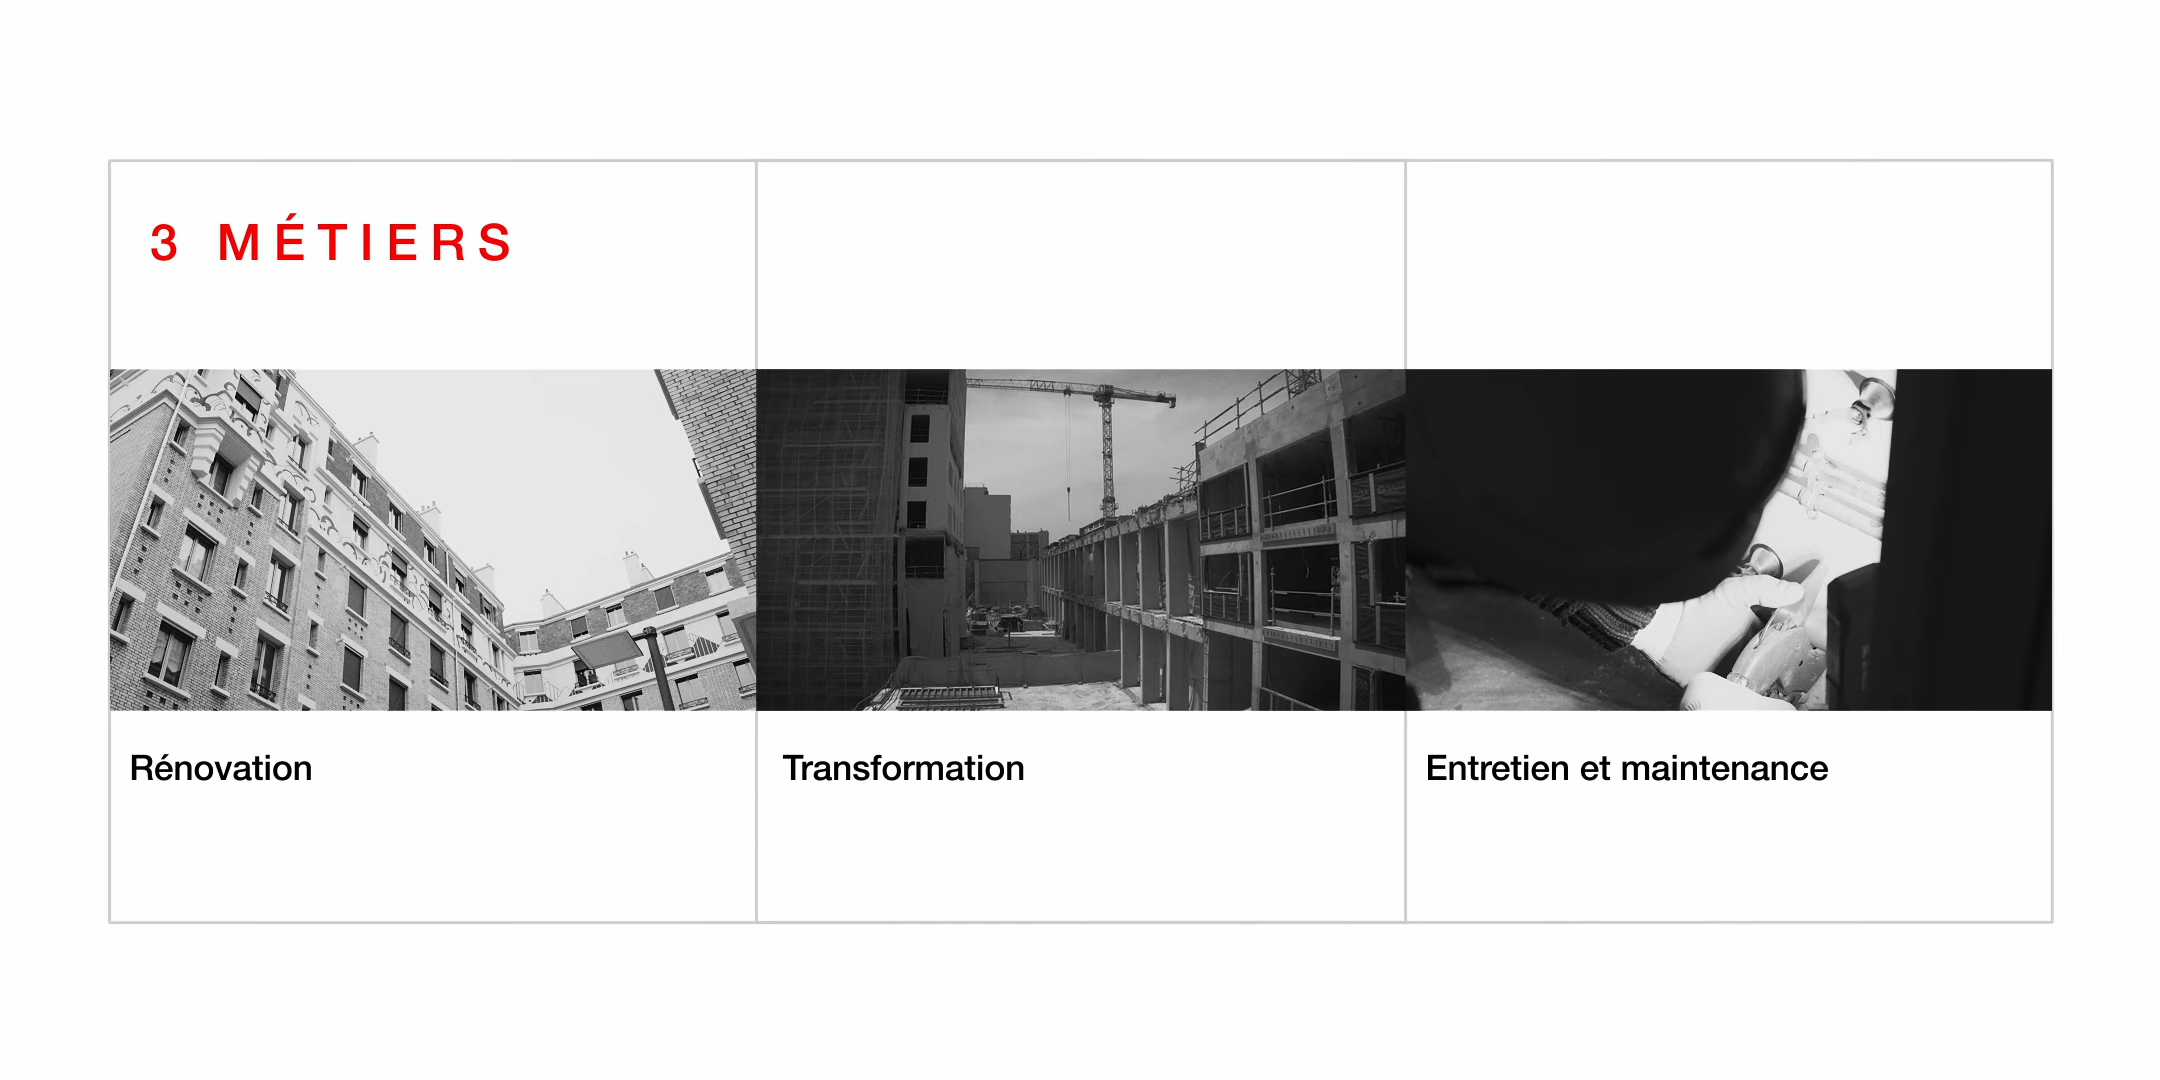 3 MÉTIERS
Rénovation
Transformation
Entretien et maintenance